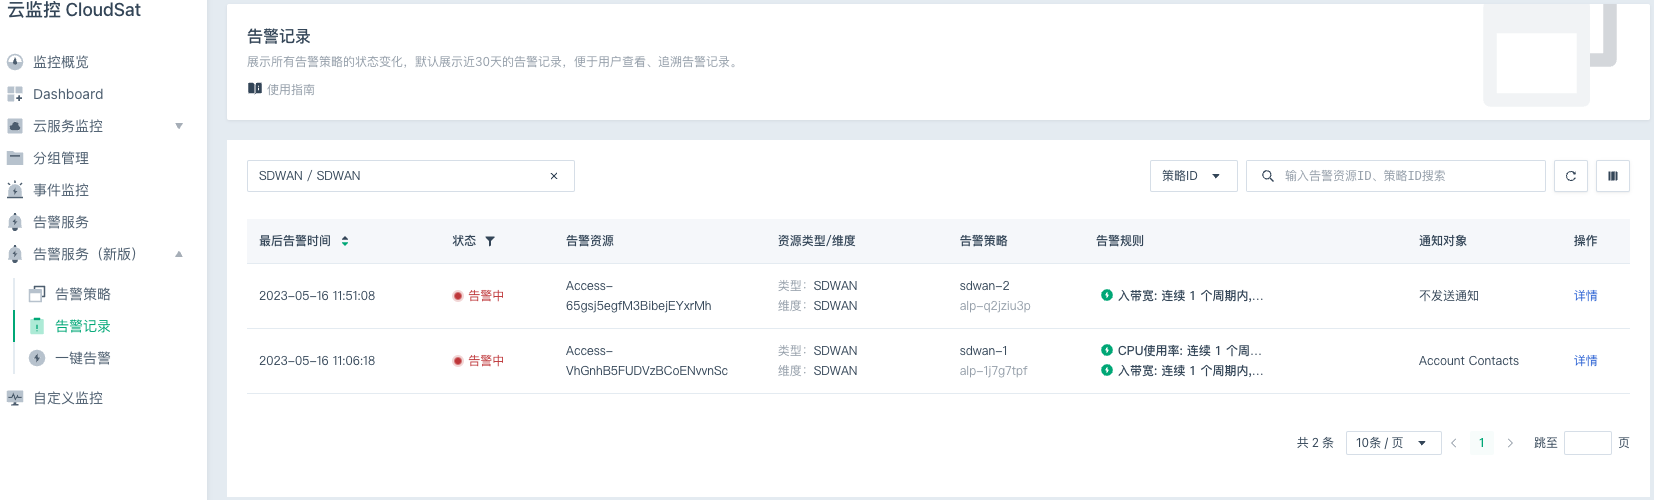 云监控 CloudSat
监控概览
Dashboard
云服务监控
分组管理
事件监控
告警服务
告警服务（新版）
告警策略
告警记录
一键告警
自定义监控
告警记录
展示所有告警策略的状态变化，默认展示近30天的告警记录，便于用户查看、追溯告警记录。
使用指南
SDWAN / SDWAN
策略ID
输入告警资源ID、策略ID搜索
最后告警时间 状态 告警资源 资源类型/维度 告警策略 告警规则 通知对象 操作
2023-05-16 11:51:08 告警中 Access-65gsj5egfM3BibejEYxrMh 类型：SDWAN 维度：SDWAN sdwan-2 alp-q2jziu3p 入带宽: 连续 1 个周期内,... 不发送通知 详情
2023-05-16 11:06:18 告警中 Access-VhGnhB5FUDVzBCoENvvnSc 类型：SDWAN 维度：SDWAN sdwan-1 alp-1j7g7tpf CPU使用率: 连续 1 个周... 入带宽: 连续 1 个周期内,... Account Contacts 详情
共 2 条 10条 / 页 1 跳至 页